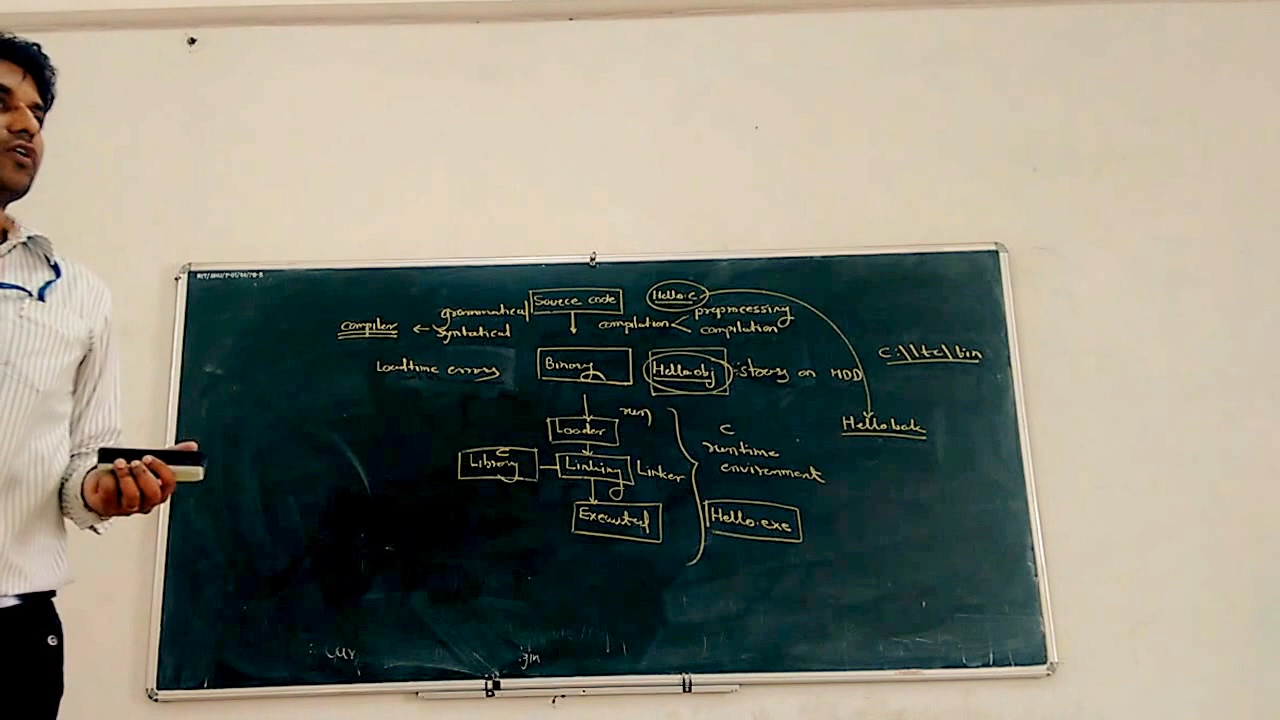 Source code
Hello.c
grammatical
preprocessing
compilation
compiler
syntatical
compilation
C:\\tc\bin
Loadtime errors
Binary
Hello.obj
stores on HDD
run
Hello.bak
Loader
C
runtime
environment
C
Library
Linking
Linker
Executed
Hello.exe